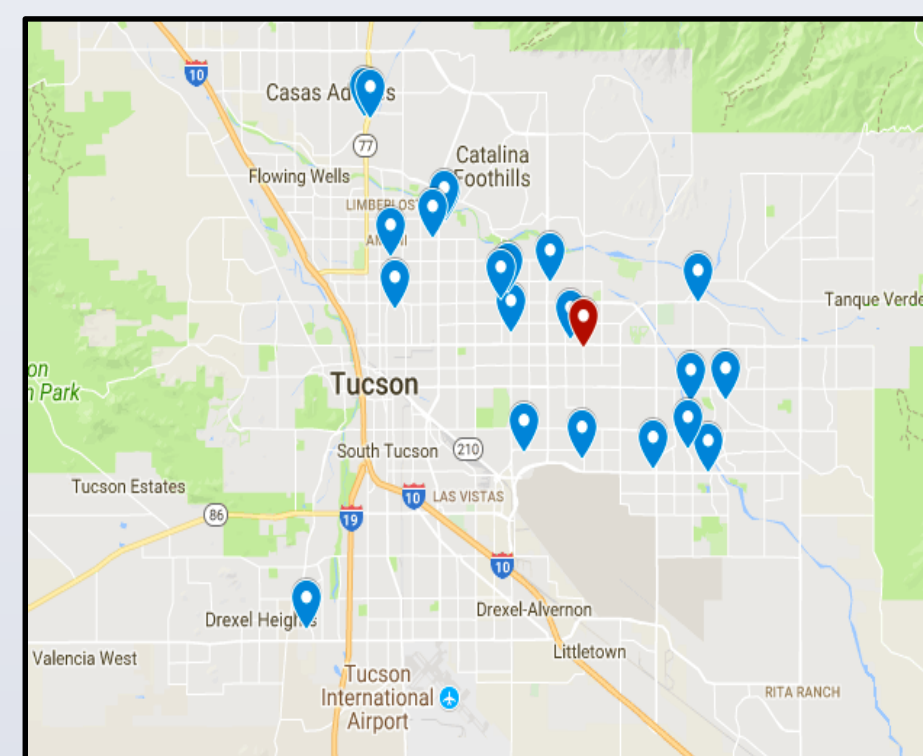 10
Casas Ad s
77
Catalina
Foothills
Flowing Wells
LIMBERLOST
Tanque Verde
on
n Park
Tucson
South Tucson
210
Tucson Estates
10
LAS VISTAS
86
19
10
Drexel Heights
Drexel-Alvernon
Valencia West
Littletown
Tucson
International
Airport
RITA RANCH